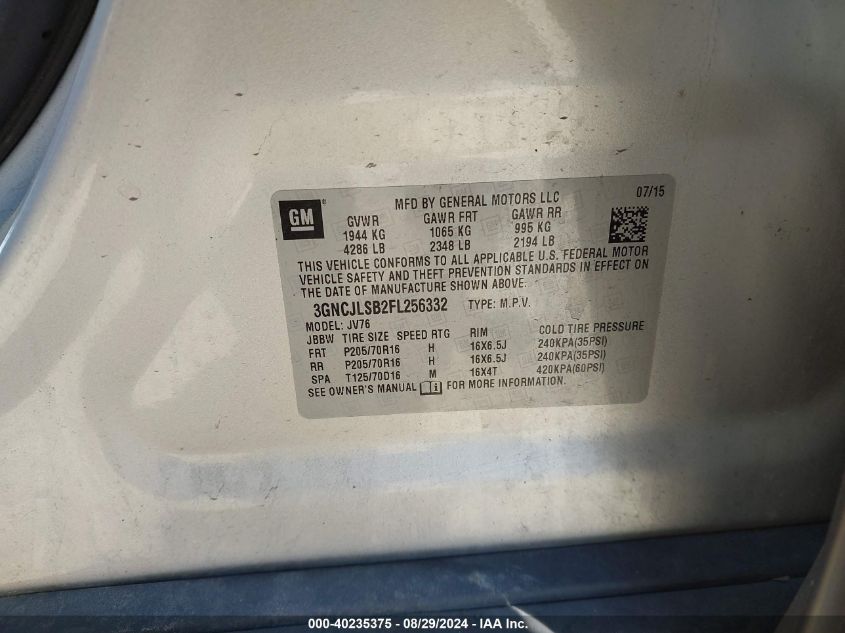 GM
MFD BY GENERAL MOTORS LLC 07/15
GVWR GAWR FRT GAWR RR
1944 KG 1065 KG 995 KG
4286 LB 2348 LB 2194 LB
THIS VEHICLE CONFORMS TO ALL APPLICABLE U.S. FEDERAL MOTOR
VEHICLE SAFETY AND THEFT PREVENTION STANDARDS IN EFFECT ON
THE DATE OF MANUFACTURE SHOWN ABOVE.
3GNCJLSB2FL256332 TYPE: M.P.V.
MODEL: JV76
JBBW TIRE SIZE SPEED RTG RIM COLD TIRE PRESSURE
FRT P205/70R16 H 16X6.5J 240KPA(35PSI)
RR P205/70R16 H 16X6.5J 240KPA(35PSI)
SPA T125/70D16 M 16X4T 420KPA(60PSI)
SEE OWNER'S MANUAL FOR MORE INFORMATION.
000-40235375 - 08/29/2024 - IAA Inc.